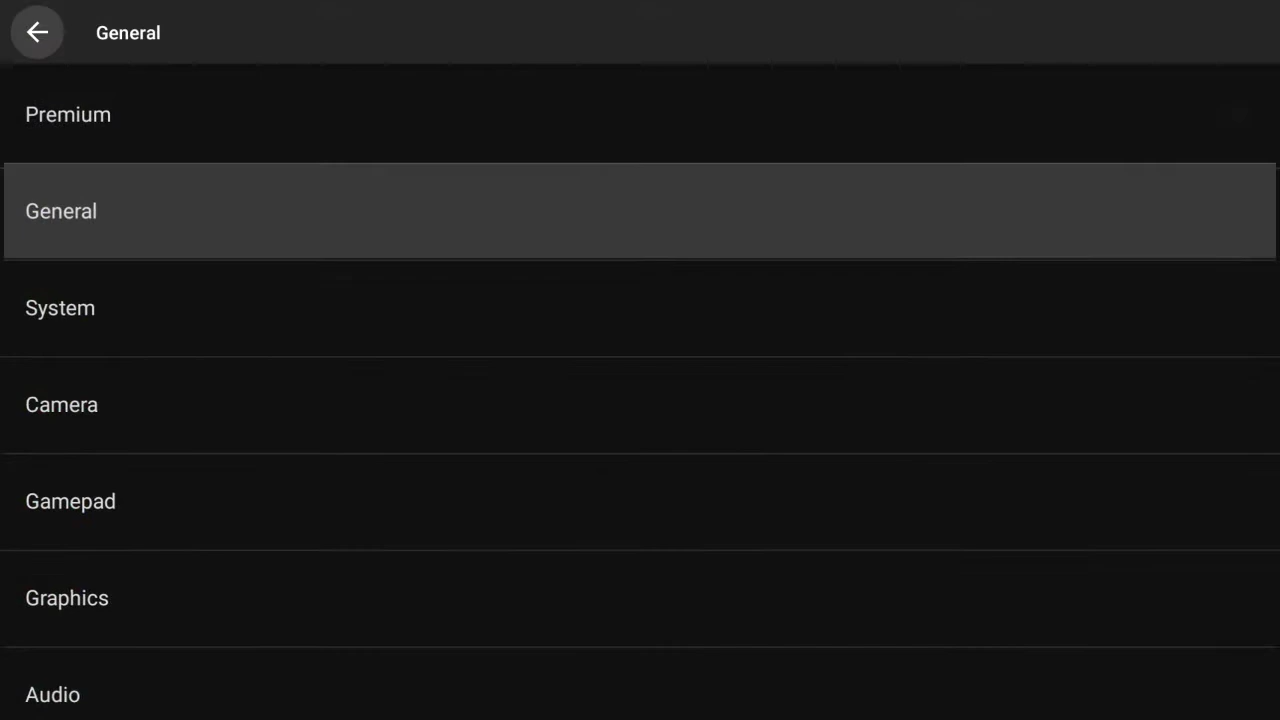 General
Premium
General
System
Camera
Gamepad
Graphics
Audio